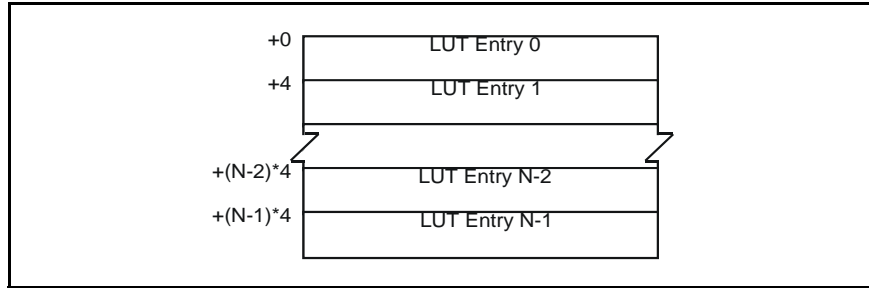 +0 LUT Entry 0
+4 LUT Entry 1
+(N-2)*4 LUT Entry N-2
+(N-1)*4 LUT Entry N-1